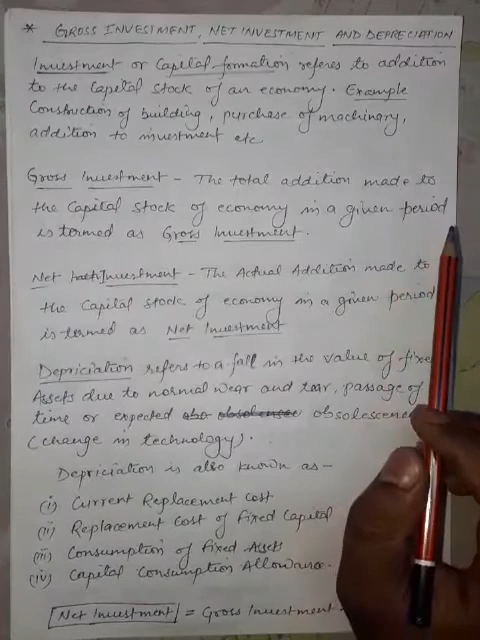 * GROSS INVESTMENT, NET INVESTMENT AND DEPRECIATION
Investment or Capital formation referes to addition
to the Capital stock of an economy. Example
Construction of building, purchase of machinary,
addition to investment etc
Gross Investment - The total addition made to
the Capital Stock of economy in a given period
is termed as Gross Investment.
Net Investment - The Actual Addition made to
the Capital stock of economy in a given period
is termed as Net Investment
Depriciation refers to a fall in the value of fixed
Assets due to normal wear and tear, passage of
time or expected obsolescence
(change in technology).
Depriciation is also known as -
(i) Current Replacement cost
(ii) Replacement cost of fixed Capital
(iii) Consumption of fixed Assets
(iv) Capital Consumption Allowance.
Net Investment = Gross Investment -